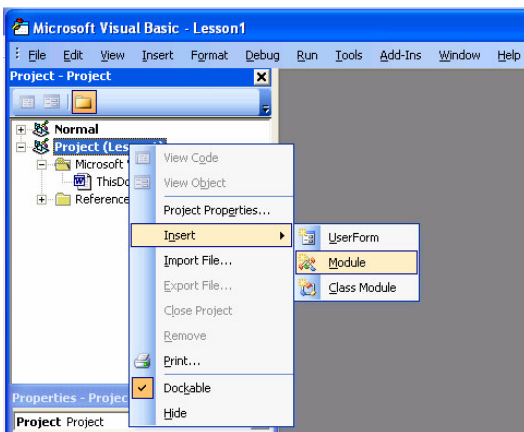 Microsoft Visual Basic - Lesson1
File Edit View Insert Format Debug Run Tools Add-Ins Window Help
Project - Project
Normal
Project (Les
Microsoft
ThisDo
Reference
View Code
View Object
Project Properties...
Insert
Import File...
Export File...
Close Project
Remove
Print...
Dockable
Hide
UserForm
Module
Class Module
Properties - Projec
Project Project